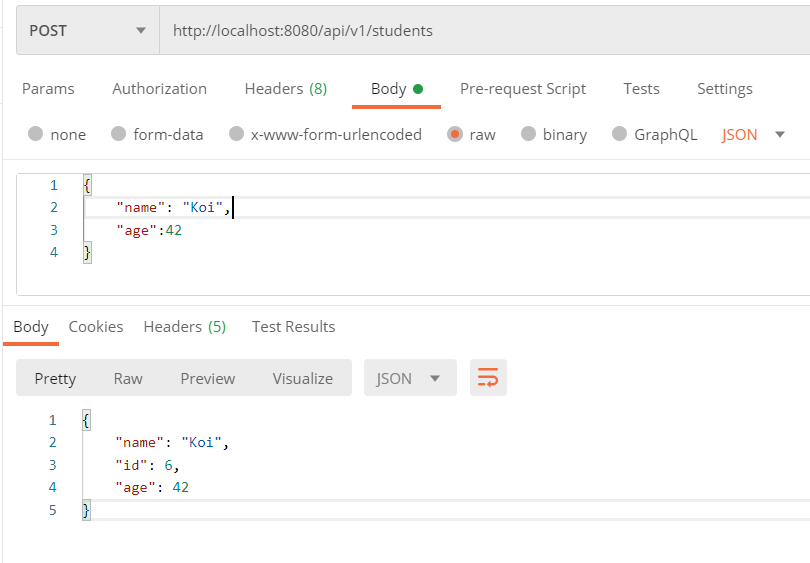 POST http://localhost:8080/api/v1/students
Params Authorization Headers (8) Body Pre-request Script Tests Settings
none form-data x-www-form-urlencoded raw binary GraphQL JSON
1 {
2 "name": "Koi",
3 "age":42
4 }
Body Cookies Headers (5) Test Results
Pretty Raw Preview Visualize JSON
1 {
2 "name": "Koi",
3 "id": 6,
4 "age": 42
5 }